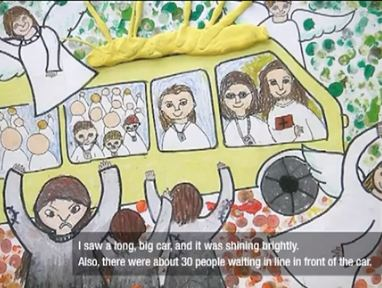 I saw a long, big car, and it was shining brightly.
Also, there were about 30 people waiting in line in front of the car.